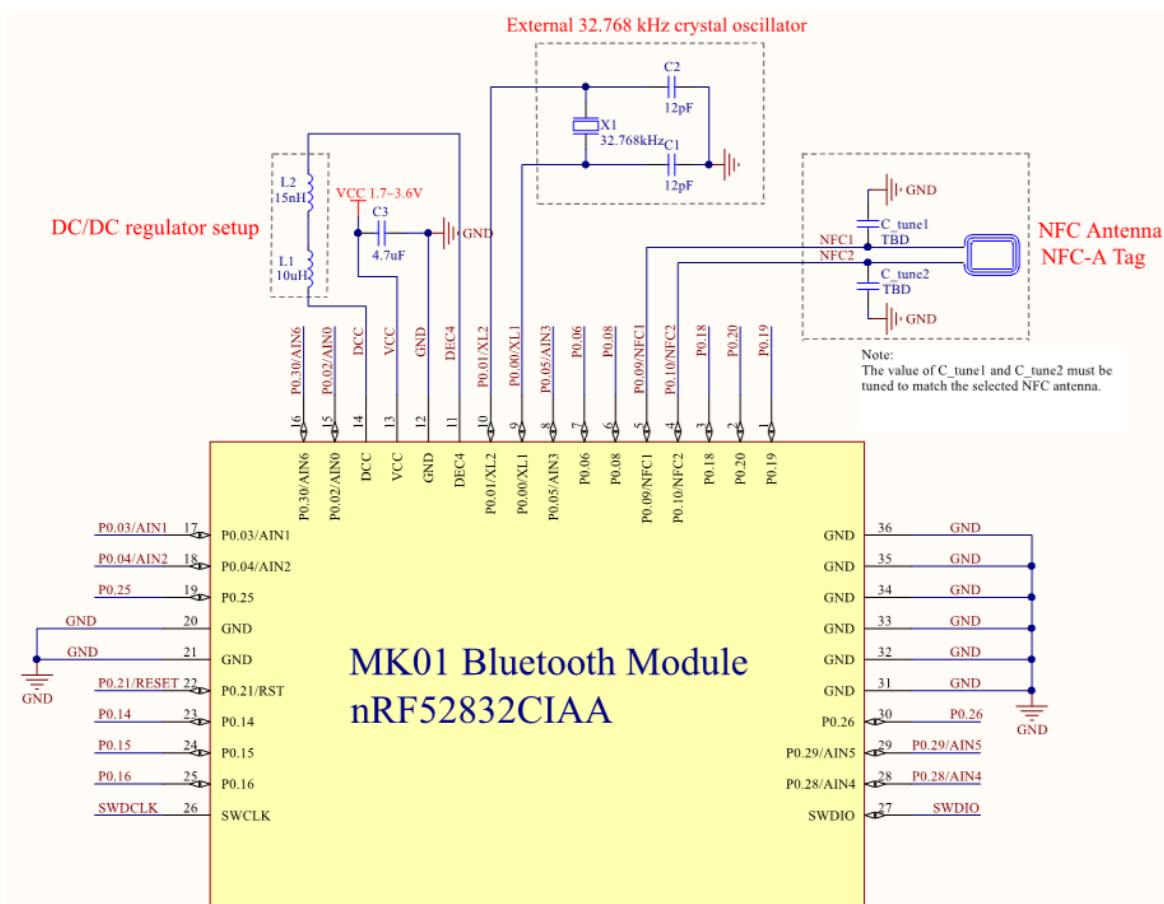 External 32.768 kHz crystal oscillator
C2
12pF
X1
32.768kHz
C1
12pF
L2
15nH
L1
10uH
DC/DC regulator setup
VCC 1.7~3.6V
C3
4.7uF
GND
GND
C_tune1
TBD
NFC1
NFC2
C_tune2
TBD
GND
NFC Antenna
NFC-A Tag
Note:
The value of C_tune1 and C_tune2 must be
tuned to match the selected NFC antenna.
P0.30/AIN6
P0.02/AIN0
DCC
VCC
GND
DEC4
P0.01/XL2
P0.00/XL1
P0.05/AIN3
P0.06
P0.08
P0.09/NFC1
P0.10/NFC2
P0.18
P0.20
P0.19
16
15
14
13
12
11
10
9
8
7
6
5
4
3
2
1
P0.30/AIN6
P0.02/AIN0
DCC
VCC
GND
DEC4
P0.01/XL2
P0.00/XL1
P0.05/AIN3
P0.06
P0.08
P0.09/NFC1
P0.10/NFC2
P0.18
P0.20
P0.19
P0.03/AIN1 17 P0.03/AIN1
P0.04/AIN2 18 P0.04/AIN2
P0.25 19 P0.25
GND 20 GND
GND 21 GND
GND
P0.21/RESET 22 P0.21/RST
P0.14 23 P0.14
P0.15 24 P0.15
P0.16 25 P0.16
SWDCLK 26 SWCLK
MK01 Bluetooth Module
nRF52832CIAA
GND 36 GND
GND 35 GND
GND 34 GND
GND 33 GND
GND 32 GND
GND 31 GND
GND
P0.26 30 P0.26
P0.29/AIN5 29 P0.29/AIN5
P0.28/AIN4 28 P0.28/AIN4
SWDIO 27 SWDIO